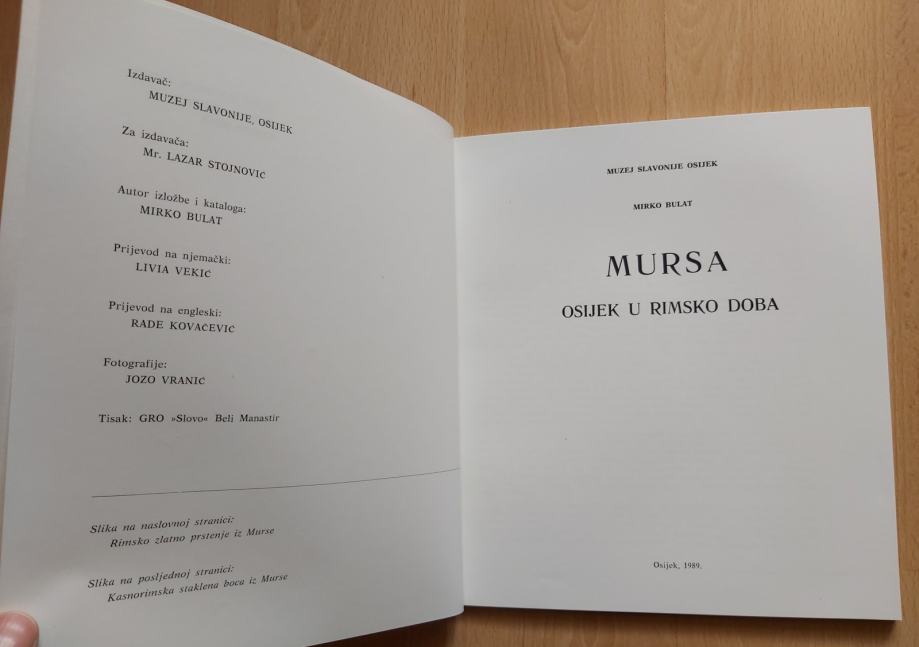 Izdavač:
MUZEJ SLAVONIJE, OSIJEK
Za izdavača:
Mr. LAZAR STOJNOVIĆ
Autor izložbe i kataloga:
MIRKO BULAT
Prijevod na njemački:
LIVIA VEKIĆ
Prijevod na engleski:
RADE KOVAČEVIĆ
Fotografije:
JOZO VRANIĆ
Tisak: GRO »Slovo« Beli Manastir
Slika na naslovnoj stranici:
Rimsko zlatno prstenje iz Murse
Slika na posljednoj stranici:
Kasnorimska staklena boca iz Murse
MUZEJ SLAVONIJE OSIJEK
MIRKO BULAT
MURSA
OSIJEK U RIMSKO DOBA
Osijek, 1989.